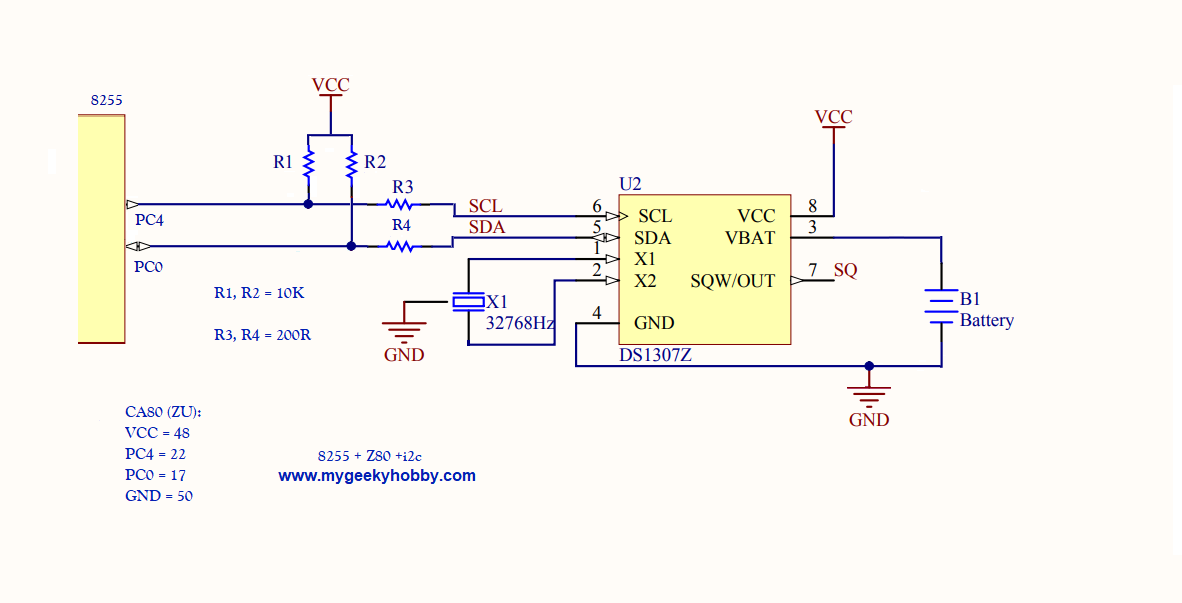 VCC
8255
VCC
R1
R2
U2
R3
PC4
SCL
6
SCL
VCC
8
R4
SDA
5
SDA
VBAT
3
PC0
1
X1
2
X2
SQW/OUT
7
SQ
R1, R2 = 10K
X1
B1
32768Hz
4
GND
Battery
R3, R4 = 200R
GND
DS1307Z
GND
CA80 (ZU):
VCC = 48
PC4 = 22
PC0 = 17
GND = 50
8255 + Z80 +i2c
www.mygeekyhobby.com